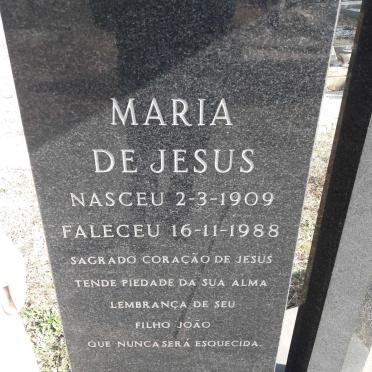 MARIA
DE JESUS
NASCEU 2-3-1909
FALECEU 16-11-1988
SAGRADO CORAÇÃO DE JESUS
TENDE PIEDADE DA SUA ALMA
LEMBRANÇA DE SEU
FILHO JOÃO
QUE NUNCA SERÁ ESQUECIDA.